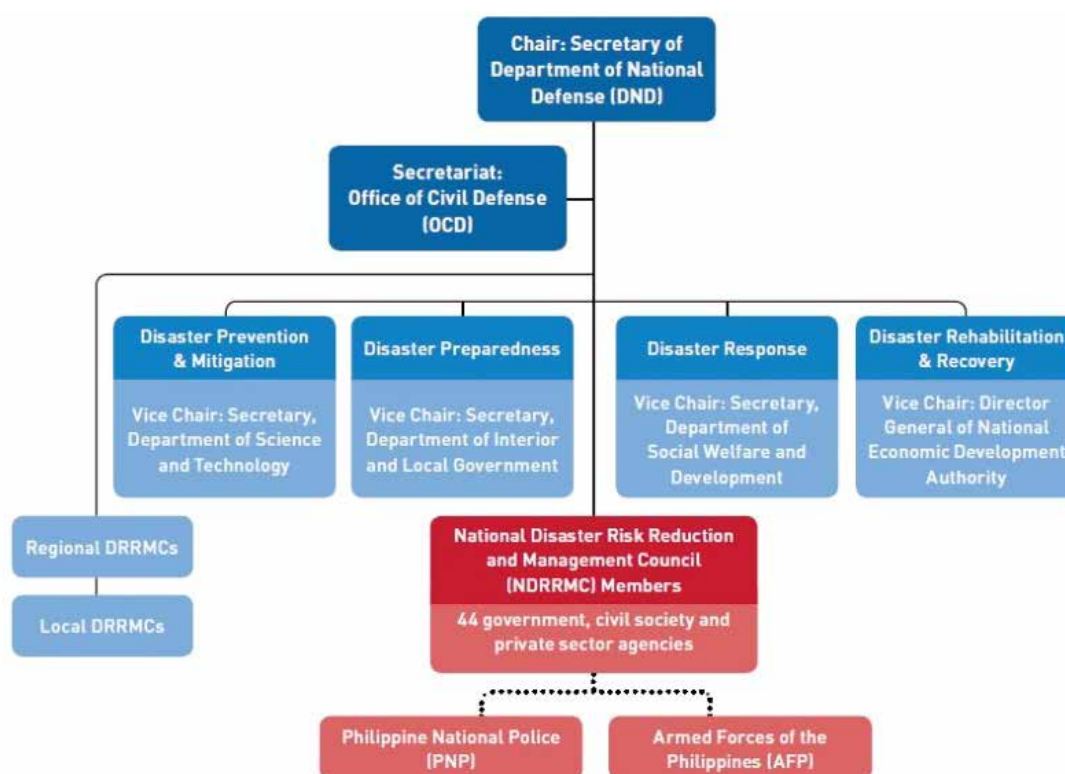 Chair: Secretary of
Department of National
Defense (DND)
Secretariat:
Office of Civil Defense
(OCD)
Disaster Prevention
& Mitigation
Vice Chair: Secretary,
Department of Science
and Technology
Disaster Preparedness
Vice Chair: Secretary,
Department of Interior
and Local Government
Disaster Response
Vice Chair: Secretary,
Department of
Social Welfare and
Development
Disaster Rehabilitation
& Recovery
Vice Chair: Director
General of National
Economic Development
Authority
Regional DRRMCs
Local DRRMCs
National Disaster Risk Reduction
and Management Council
(NDRRMC) Members
44 government, civil society and
private sector agencies
Philippine National Police
(PNP)
Armed Forces of the
Philippines (AFP)